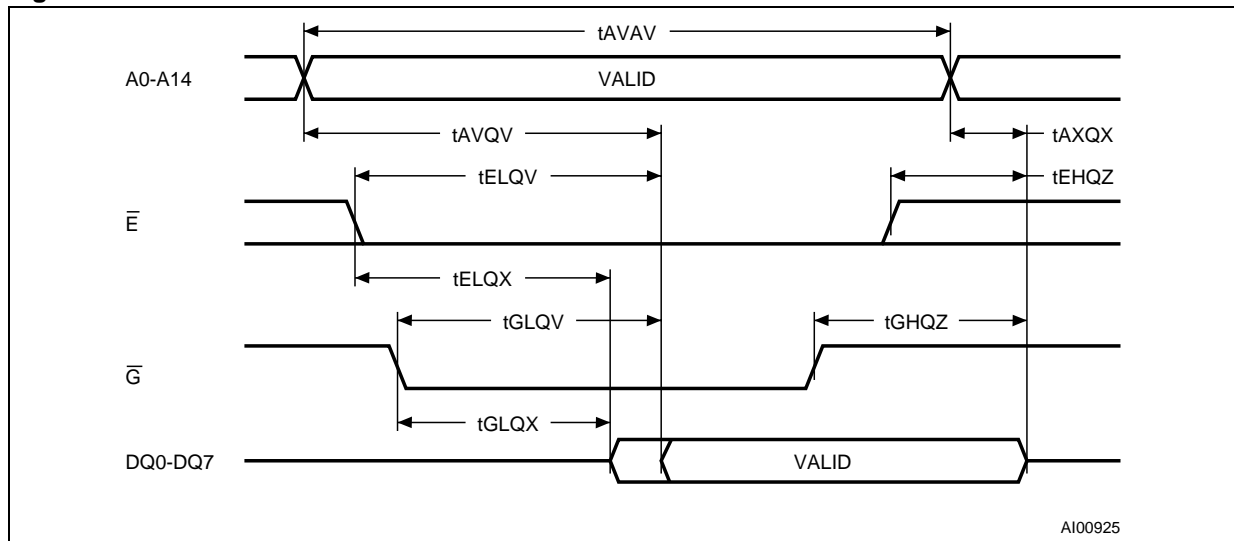 tAVAV
A0-A14
VALID
tAVQV
tAXQX
tELQV
tEHQZ
E̅
tELQX
tGLQV
tGHQZ
G̅
tGLQX
DQ0-DQ7
VALID
AI00925